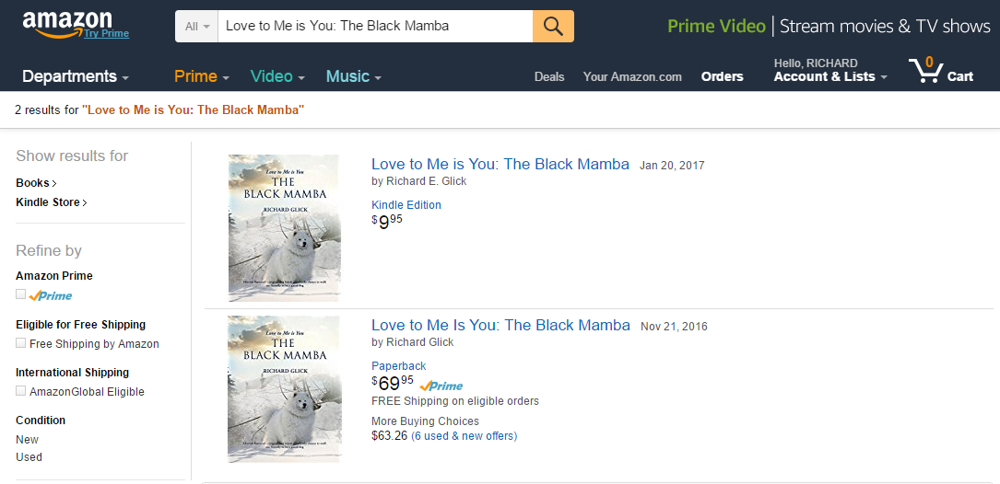 amazon
Try Prime
All
Love to Me is You: The Black Mamba
Prime Video | Stream movies & TV shows
Departments
Prime
Video
Music
Deals
Your Amazon.com
Orders
Hello, RICHARD
Account & Lists
0
Cart
2 results for "Love to Me is You: The Black Mamba"
Show results for
Books
Kindle Store
Refine by
Amazon Prime
Prime
Eligible for Free Shipping
Free Shipping by Amazon
International Shipping
AmazonGlobal Eligible
Condition
New
Used
Love to Me is You
THE
BLACK MAMBA
RICHARD GLICK
Love to Me is You: The Black Mamba Jan 20, 2017
by Richard E. Glick
Kindle Edition
$9.95
Love to Me is You
THE
BLACK MAMBA
RICHARD GLICK
Love to Me Is You: The Black Mamba Nov 21, 2016
by Richard Glick
Paperback
$69.95 Prime
FREE Shipping on eligible orders
More Buying Choices
$63.26 (6 used & new offers)